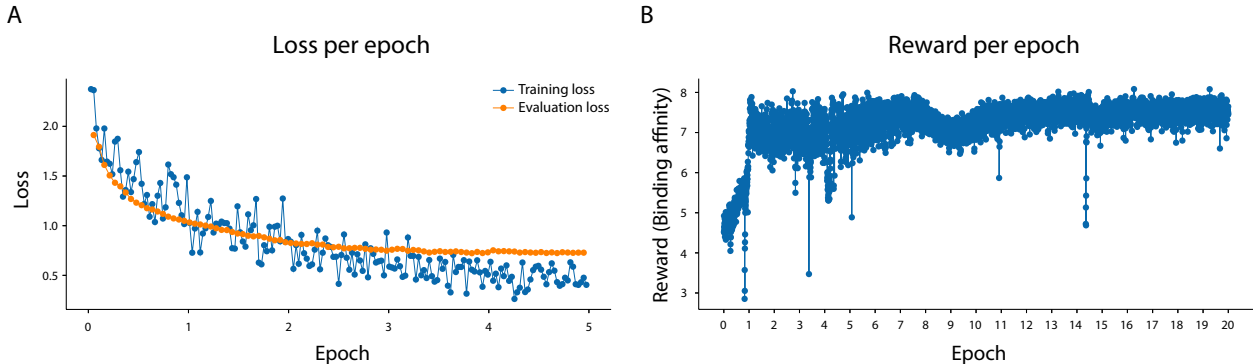 A
Loss per epoch
Training loss
Evaluation loss
2.0
1.5
1.0
0.5
Loss
0 1 2 3 4 5
Epoch
B
Reward per epoch
8
7
6
5
4
3
Reward (Binding affinity)
0 1 2 3 4 5 6 7 8 9 10 11 12 13 14 15 16 17 18 19 20
Epoch